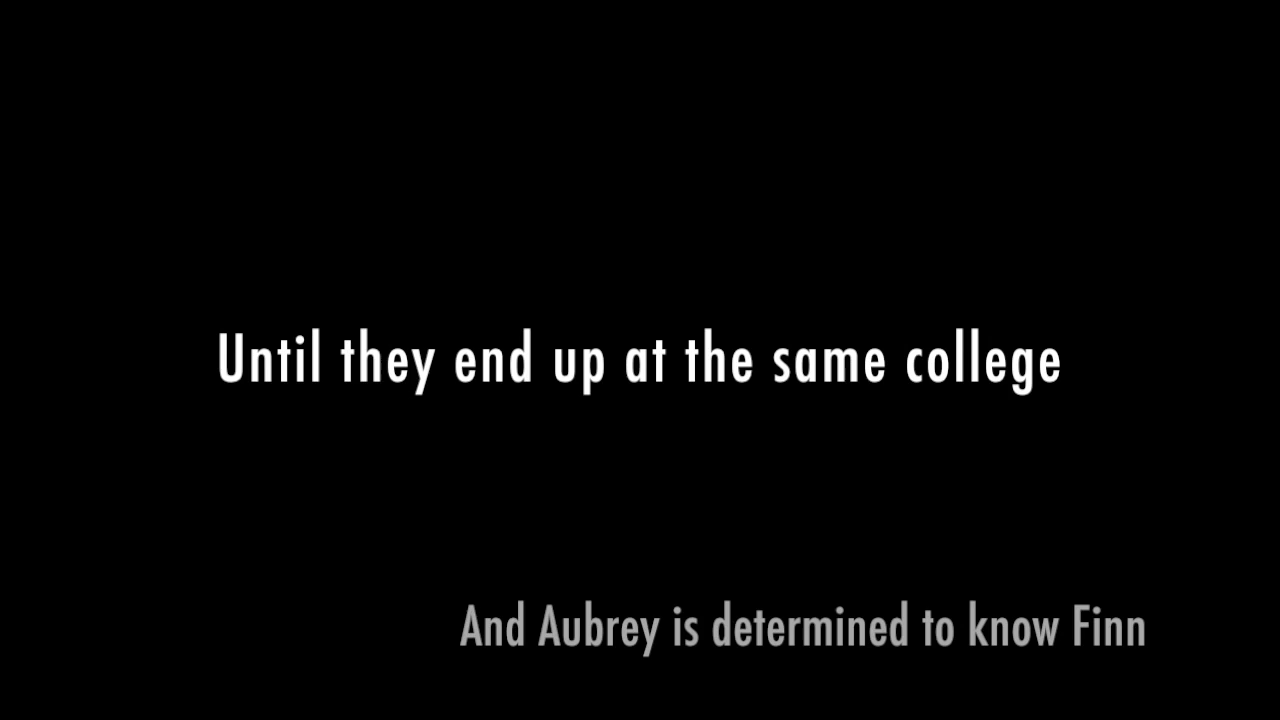 Until they end up at the same college
And Aubrey is determined to know Finn